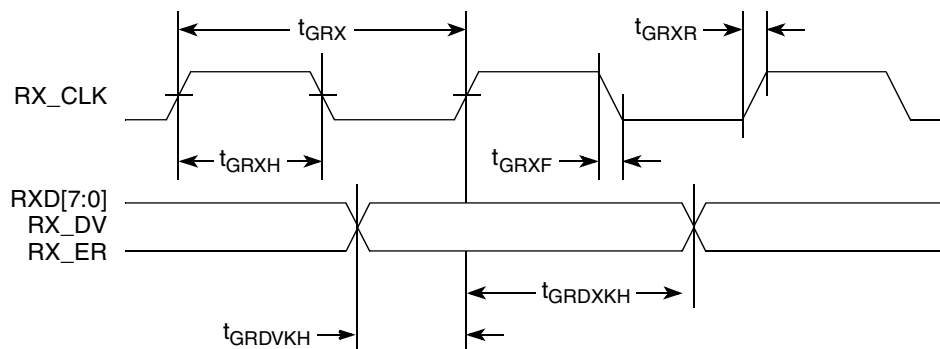 tGRX
tGRXR
RX_CLK
tGRXH
tGRXF
RXD[7:0]
RX_DV
RX_ER
tGRDXKH
tGRDVKH